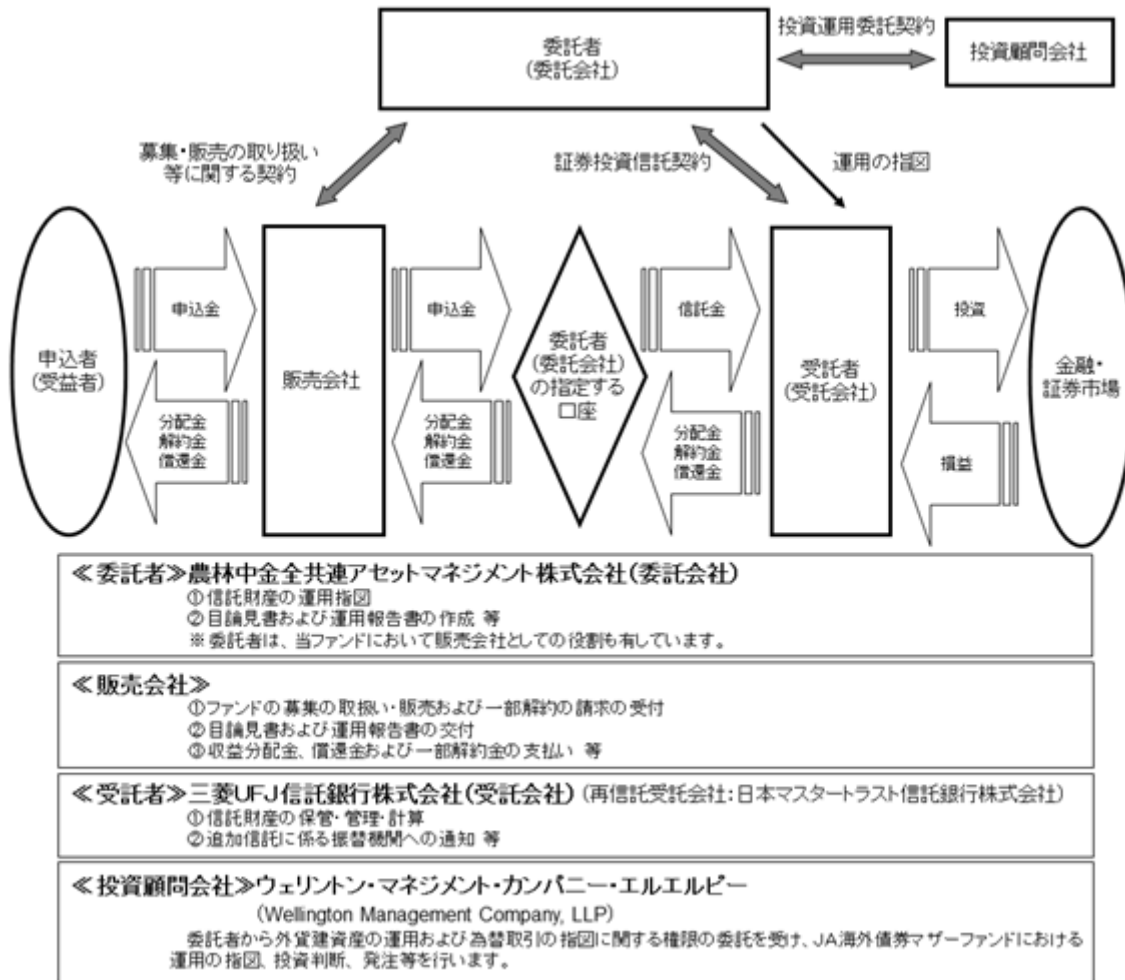 委託者
(委託会社)
投資運用委託契約
投資顧問会社
募集・販売の取り扱い
等に関する契約
証券投資信託契約
運用の指図
申込者
(受益者)
申込金
分配金
解約金
償還金
販売会社
申込金
分配金
解約金
償還金
委託者
(委託会社)
の指定する
口座
信託金
分配金
解約金
償還金
受託者
(受託会社)
投資
損益
金融・
証券市場
≪委託者≫農林中金全共連アセットマネジメント株式会社(委託会社)
①信託財産の運用指図
②目論見書および運用報告書の作成 等
※委託者は、当ファンドにおいて販売会社としての役割も有しています。
≪販売会社≫
①ファンドの募集の取扱い・販売および一部解約の請求の受付
②目論見書および運用報告書の交付
③収益分配金、償還金および一部解約金の支払い 等
≪受託者≫三菱UFJ信託銀行株式会社(受託会社)(再信託受託会社:日本マスタートラスト信託銀行株式会社)
①信託財産の保管・管理・計算
②追加信託に係る振替機関への通知 等
≪投資顧問会社≫ウェリントン・マネジメント・カンパニー・エルエルピー
(Wellington Management Company, LLP)
委託者から外貨建資産の運用および為替取引の指図に関する権限の委託を受け、JA海外債券マザーファンドにおける
運用の指図、投資判断、発注等を行います。